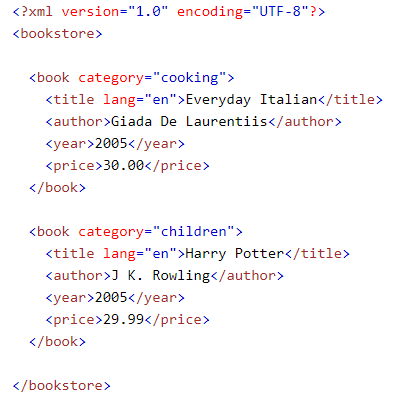 <?xml version="1.0" encoding="UTF-8"?>
<bookstore>
<book category="cooking">
<title lang="en">Everyday Italian</title>
<author>Giada De Laurentiis</author>
<year>2005</year>
<price>30.00</price>
</book>
<book category="children">
<title lang="en">Harry Potter</title>
<author>J K. Rowling</author>
<year>2005</year>
<price>29.99</price>
</book>
</bookstore>